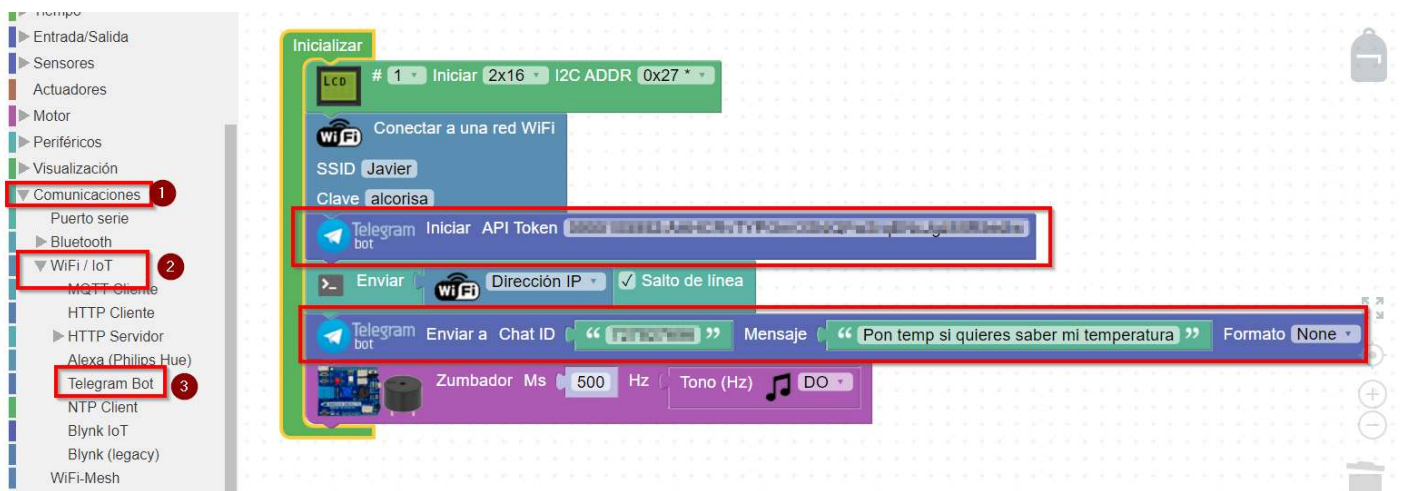 Tiempo
Entrada/Salida
Sensores
Actuadores
Motor
Periféricos
Visualización
Comunicaciones 1
Puerto serie
Bluetooth
WiFi / IoT 2
MQTT Cliente
HTTP Cliente
HTTP Servidor
Alexa (Philips Hue)
Telegram Bot 3
NTP Client
Blynk IoT
Blynk (legacy)
WiFi-Mesh
Inicializar
LCD # 1 Iniciar 2x16 I2C ADDR 0x27 *
WiFi Conectar a una red WiFi
SSID Javier
Clave alcorisa
Telegram bot Iniciar API Token
Enviar WiFi Dirección IP Salto de línea
Telegram bot Enviar a Chat ID “ ” Mensaje “ Pon temp si quieres saber mi temperatura ” Formato None
Zumbador Ms 500 Hz Tono (Hz) DO